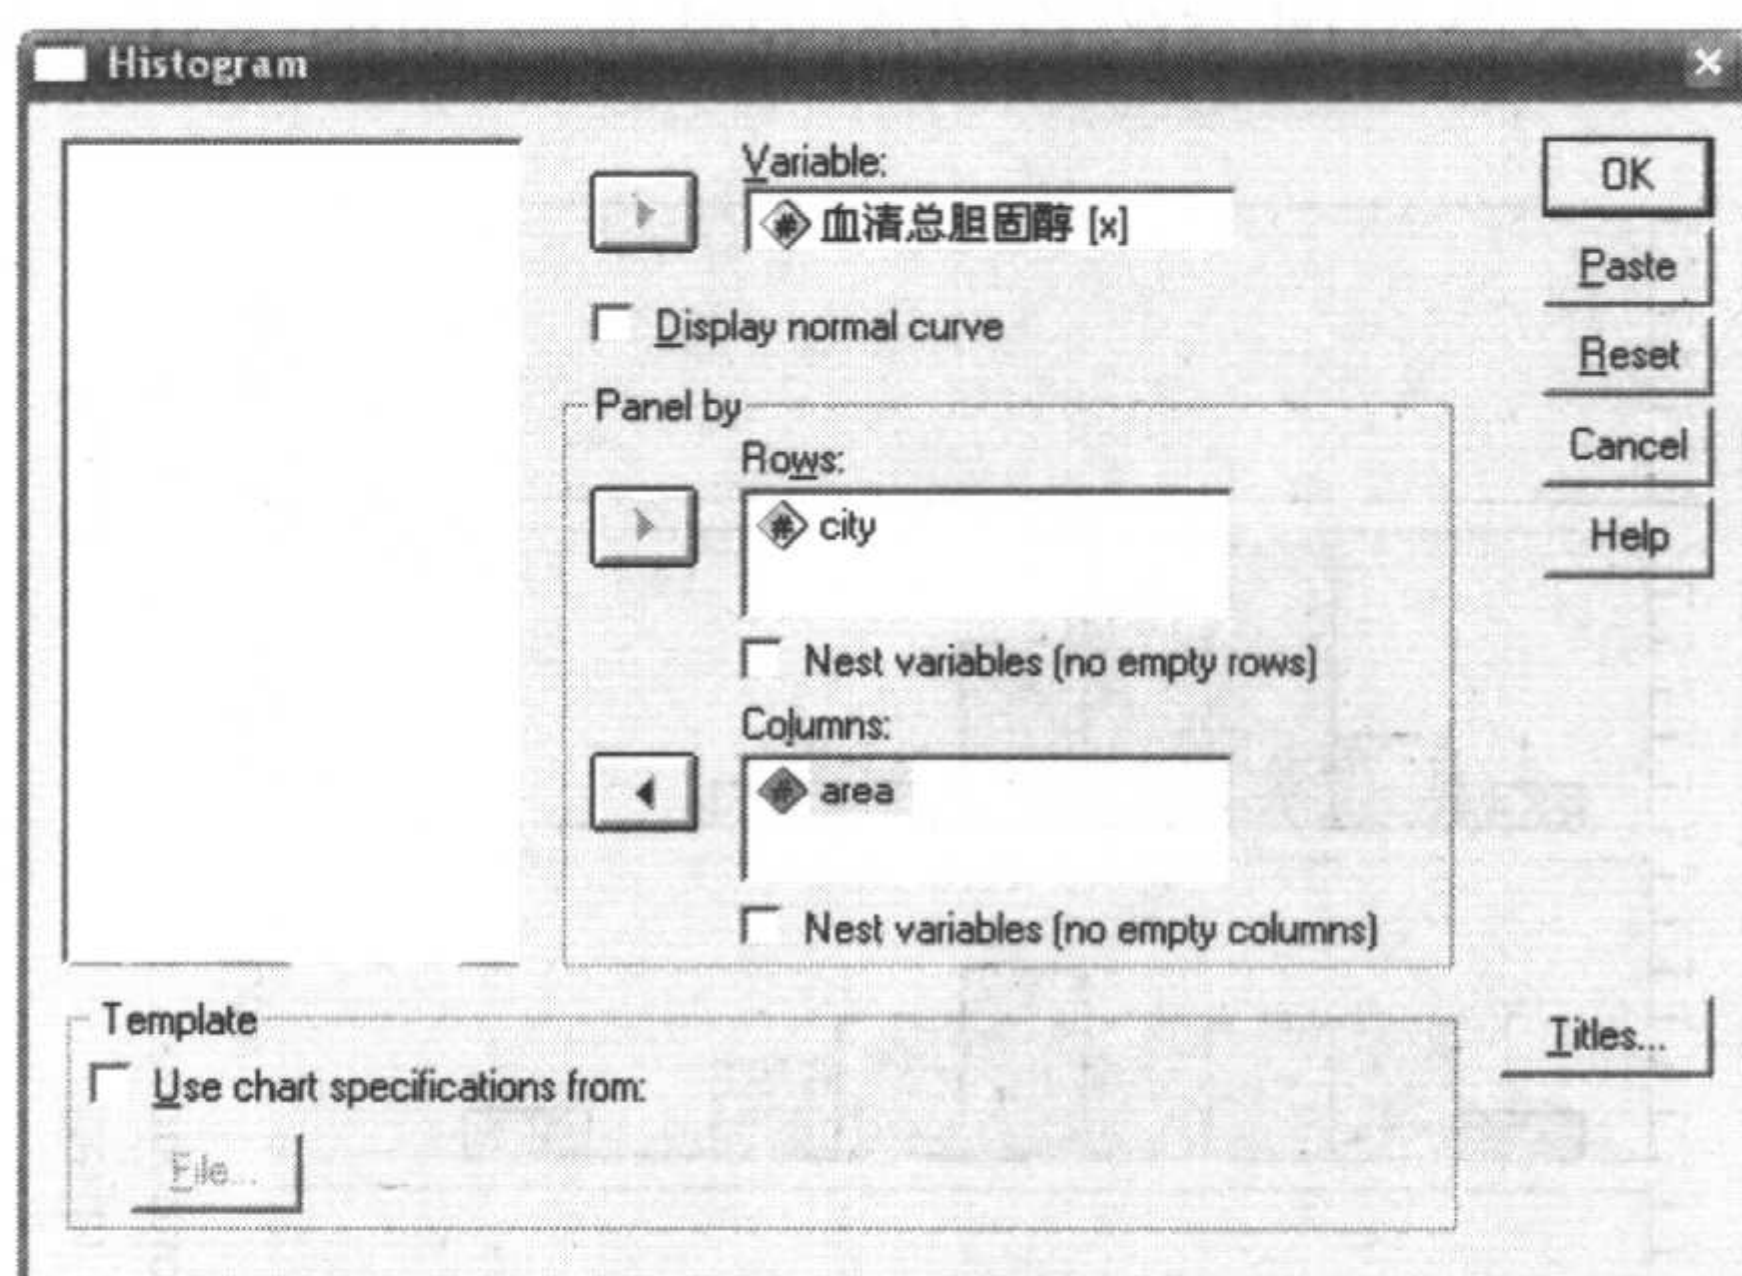 Histogram
Variable:
血清总胆固醇 [x]
Display normal curve
Panel by
Rows:
city
Nest variables (no empty rows)
Columns:
area
Nest variables (no empty columns)
Template
Use chart specifications from:
File...
OK
Paste
Reset
Cancel
Help
Titles...